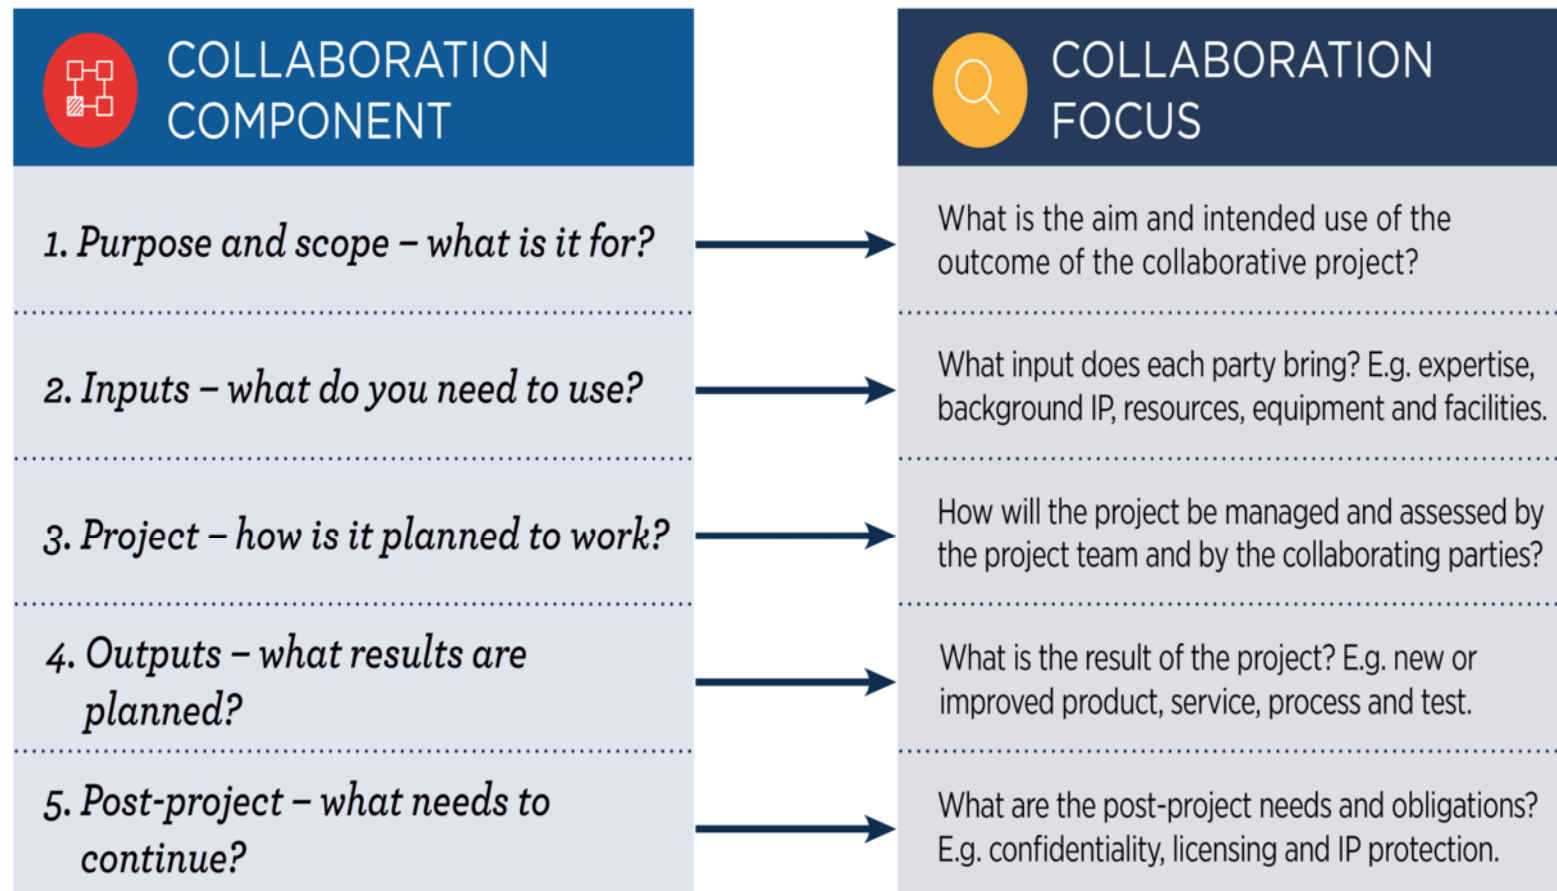 COLLABORATION
COMPONENT
COLLABORATION
FOCUS
1. Purpose and scope – what is it for?
What is the aim and intended use of the
outcome of the collaborative project?
2. Inputs – what do you need to use?
What input does each party bring? E.g. expertise,
background IP, resources, equipment and facilities.
3. Project – how is it planned to work?
How will the project be managed and assessed by
the project team and by the collaborating parties?
4. Outputs – what results are
planned?
What is the result of the project? E.g. new or
improved product, service, process and test.
5. Post-project – what needs to
continue?
What are the post-project needs and obligations?
E.g. confidentiality, licensing and IP protection.